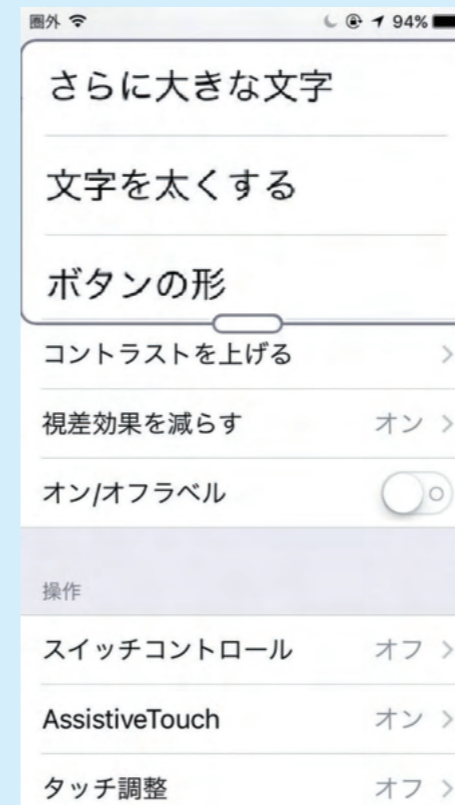 圏外 94%
さらに大きな文字
文字を太くする
ボタンの形
コントラストを上げる
視差効果を減らす オン
オン/オフラベル
操作
スイッチコントロール オフ
AssistiveTouch オン
タッチ調整 オフ